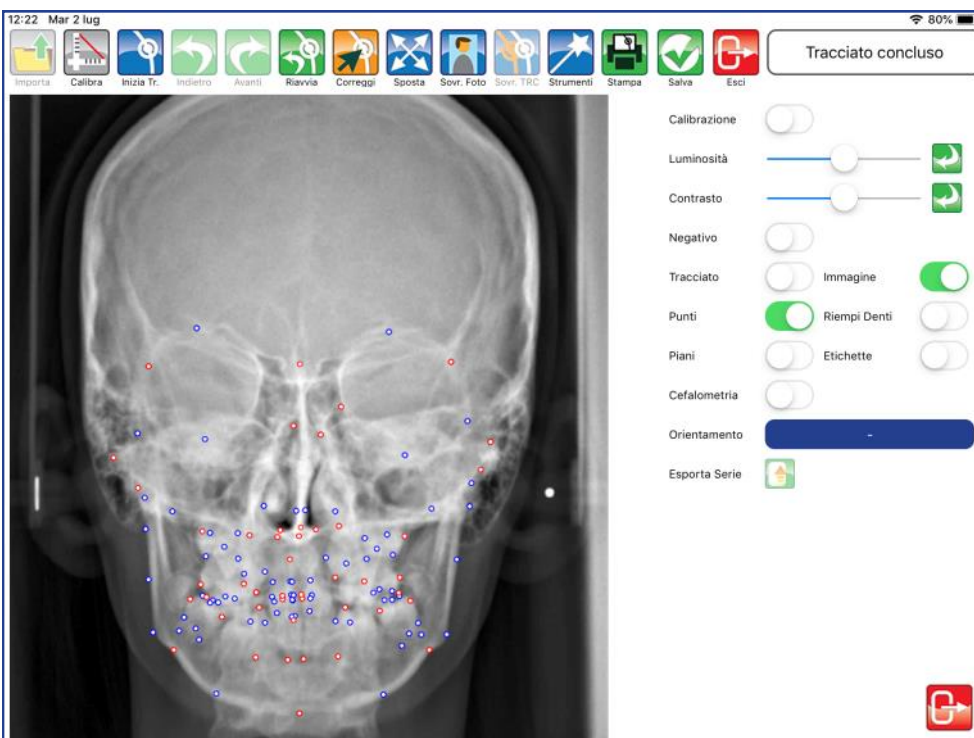 12:22 Mar 2 lug
80%
Importa
Calibra
Inizia Tr.
Indietro
Avanti
Riavvia
Correggi
Sposta
Sovr. Foto
Sovr. TRC
Strumenti
Stampa
Salva
Esci
Tracciato concluso
Calibrazione
Luminosità
Contrasto
Negativo
Tracciato
Immagine
Punti
Riempi Denti
Piani
Etichette
Cefalometria
Orientamento
-
Esporta Serie